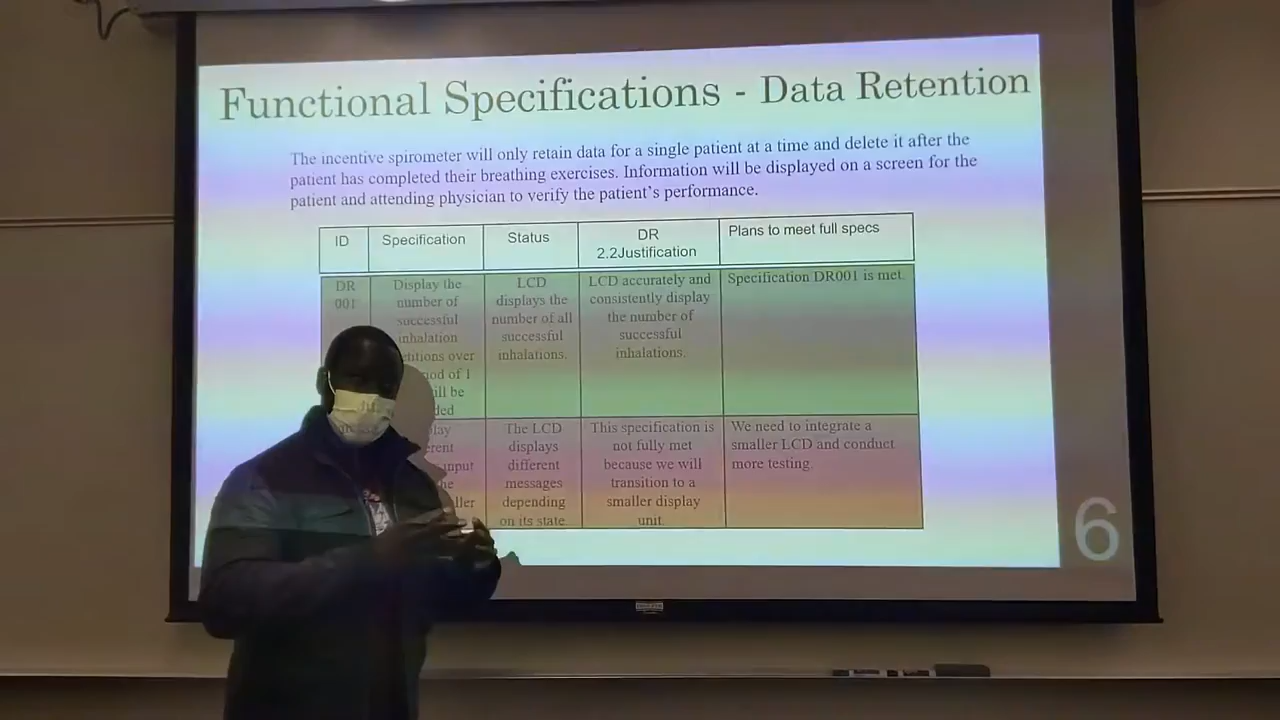 Functional Specifications - Data Retention
The incentive spirometer will only retain data for a single patient at a time and delete it after the
patient has completed their breathing exercises. Information will be displayed on a screen for the
patient and attending physician to verify the patient's performance.
ID
Specification
Status
DR
2.2Justification
Plans to meet full specs
DR
001
Display the
number of
successful
inhalation
over
of 1
be
LCD
displays the
number of all
successful
inhalations.
LCD accurately and
consistently display
the number of
successful
inhalations.
Specification DR001 is met.
input
The LCD
displays
different
messages
depending
on its state
This specification is
not fully met
because we will
transition to a
smaller display
unit.
We need to integrate a
smaller LCD and conduct
more testing.
6